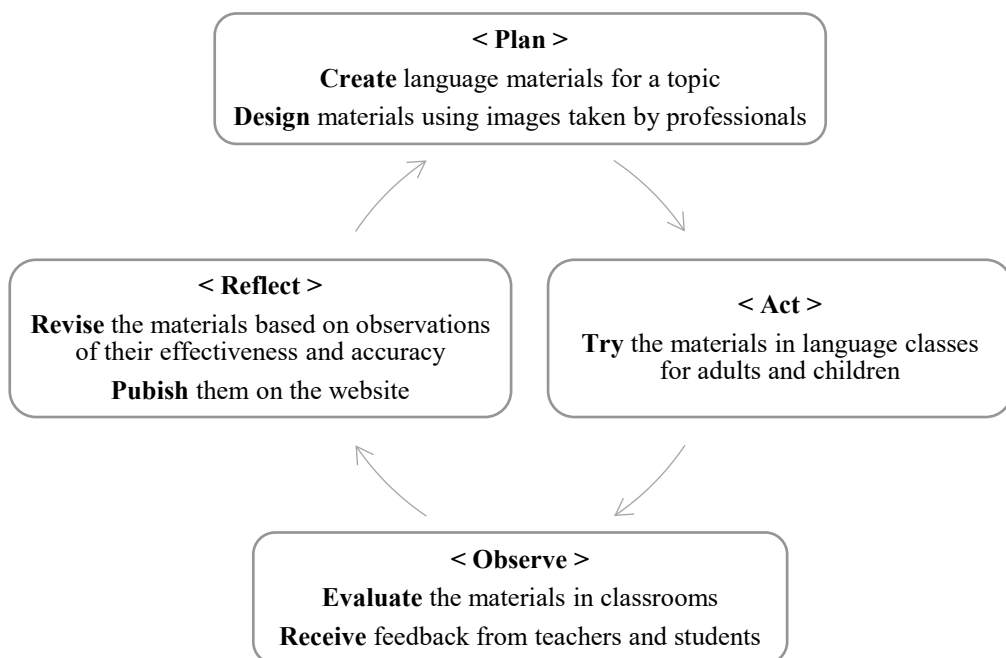 < Plan >
Create language materials for a topic
Design materials using images taken by professionals
< Reflect >
Revise the materials based on observations
of their effectiveness and accuracy
Pubish them on the website
< Act >
Try the materials in language classes
for adults and children
< Observe >
Evaluate the materials in classrooms
Receive feedback from teachers and students